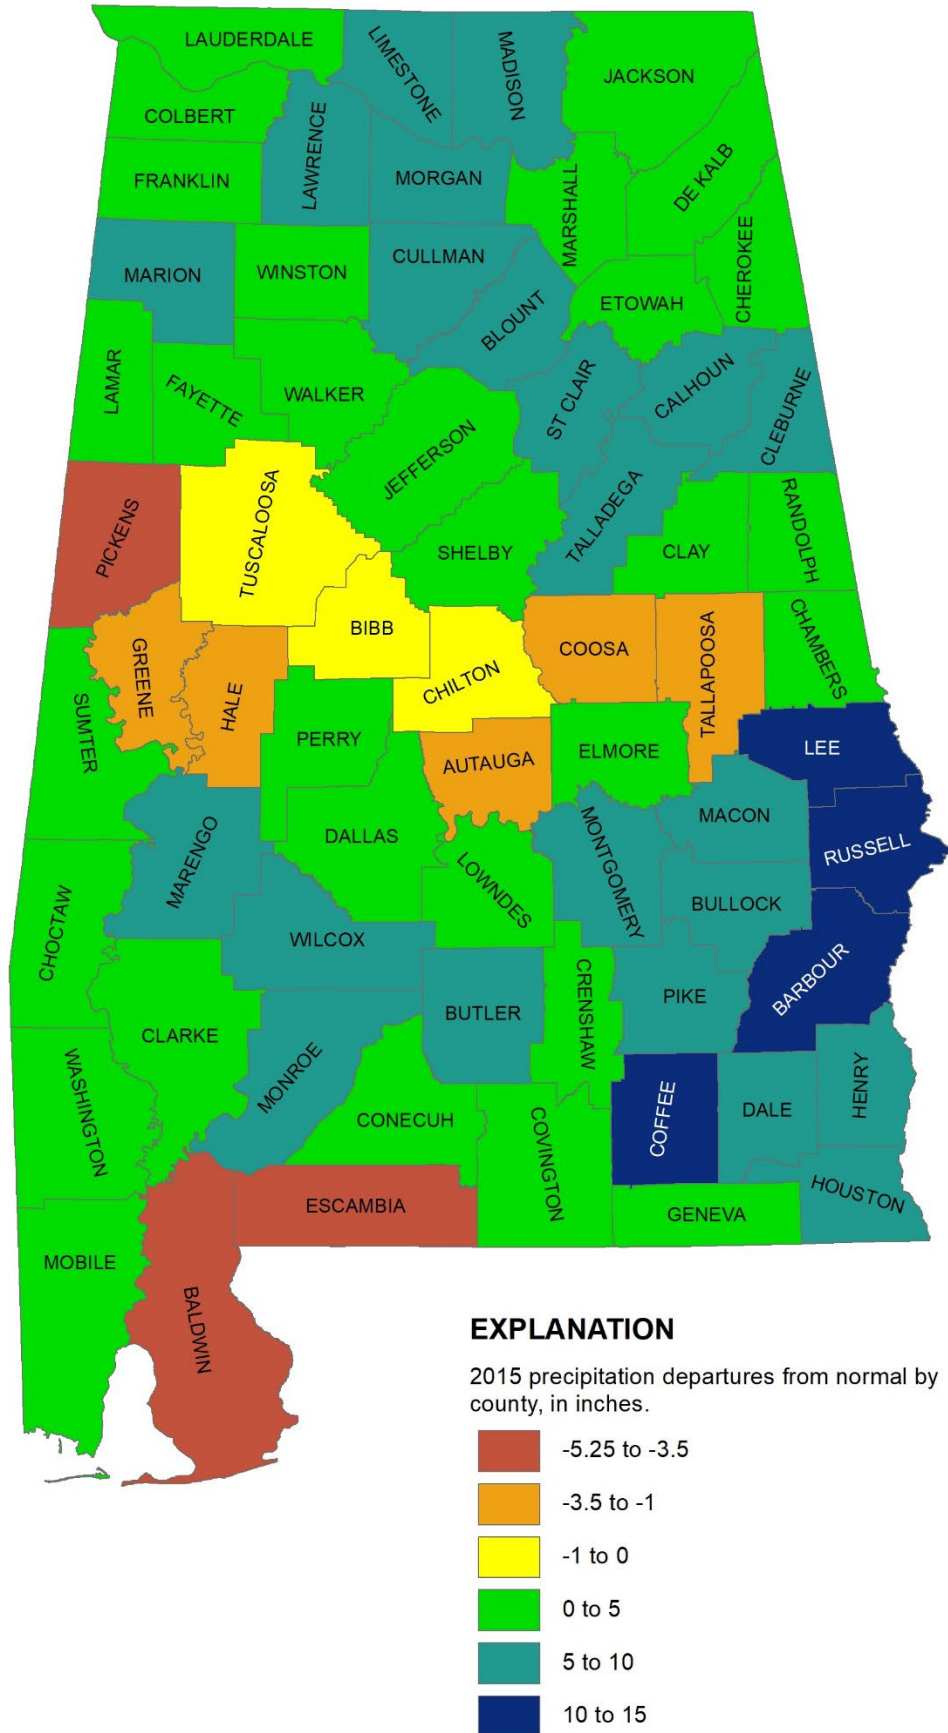 LAUDERDALE
LIMESTONE
MADISON
JACKSON
COLBERT
LAWRENCE
FRANKLIN
MORGAN
MARSHALL
DE KALB
MARION
WINSTON
CULLMAN
CHEROKEE
BLOUNT
ETOWAH
LAMAR
FAYETTE
WALKER
ST CLAIR
CALHOUN
CLEBURNE
JEFFERSON
PICKENS
TUSCALOOSA
TALLADEGA
SHELBY
CLAY
RANDOLPH
GREENE
HALE
BIBB
CHILTON
COOSA
TALLAPOOSA
CHAMBERS
SUMTER
PERRY
AUTAUGA
ELMORE
LEE
MARENGO
DALLAS
LOWNDES
MONTGOMERY
MACON
RUSSELL
CHOCTAW
WILCOX
BULLOCK
BARBOUR
CLARKE
BUTLER
CRENSHAW
PIKE
WASHINGTON
MONROE
CONECUH
COVINGTON
COFFEE
DALE
HENRY
ESCAMBIA
GENEVA
HOUSTON
MOBILE
BALDWIN
EXPLANATION
2015 precipitation departures from normal by
county, in inches.
-5.25 to -3.5
-3.5 to -1
-1 to 0
0 to 5
5 to 10
10 to 15